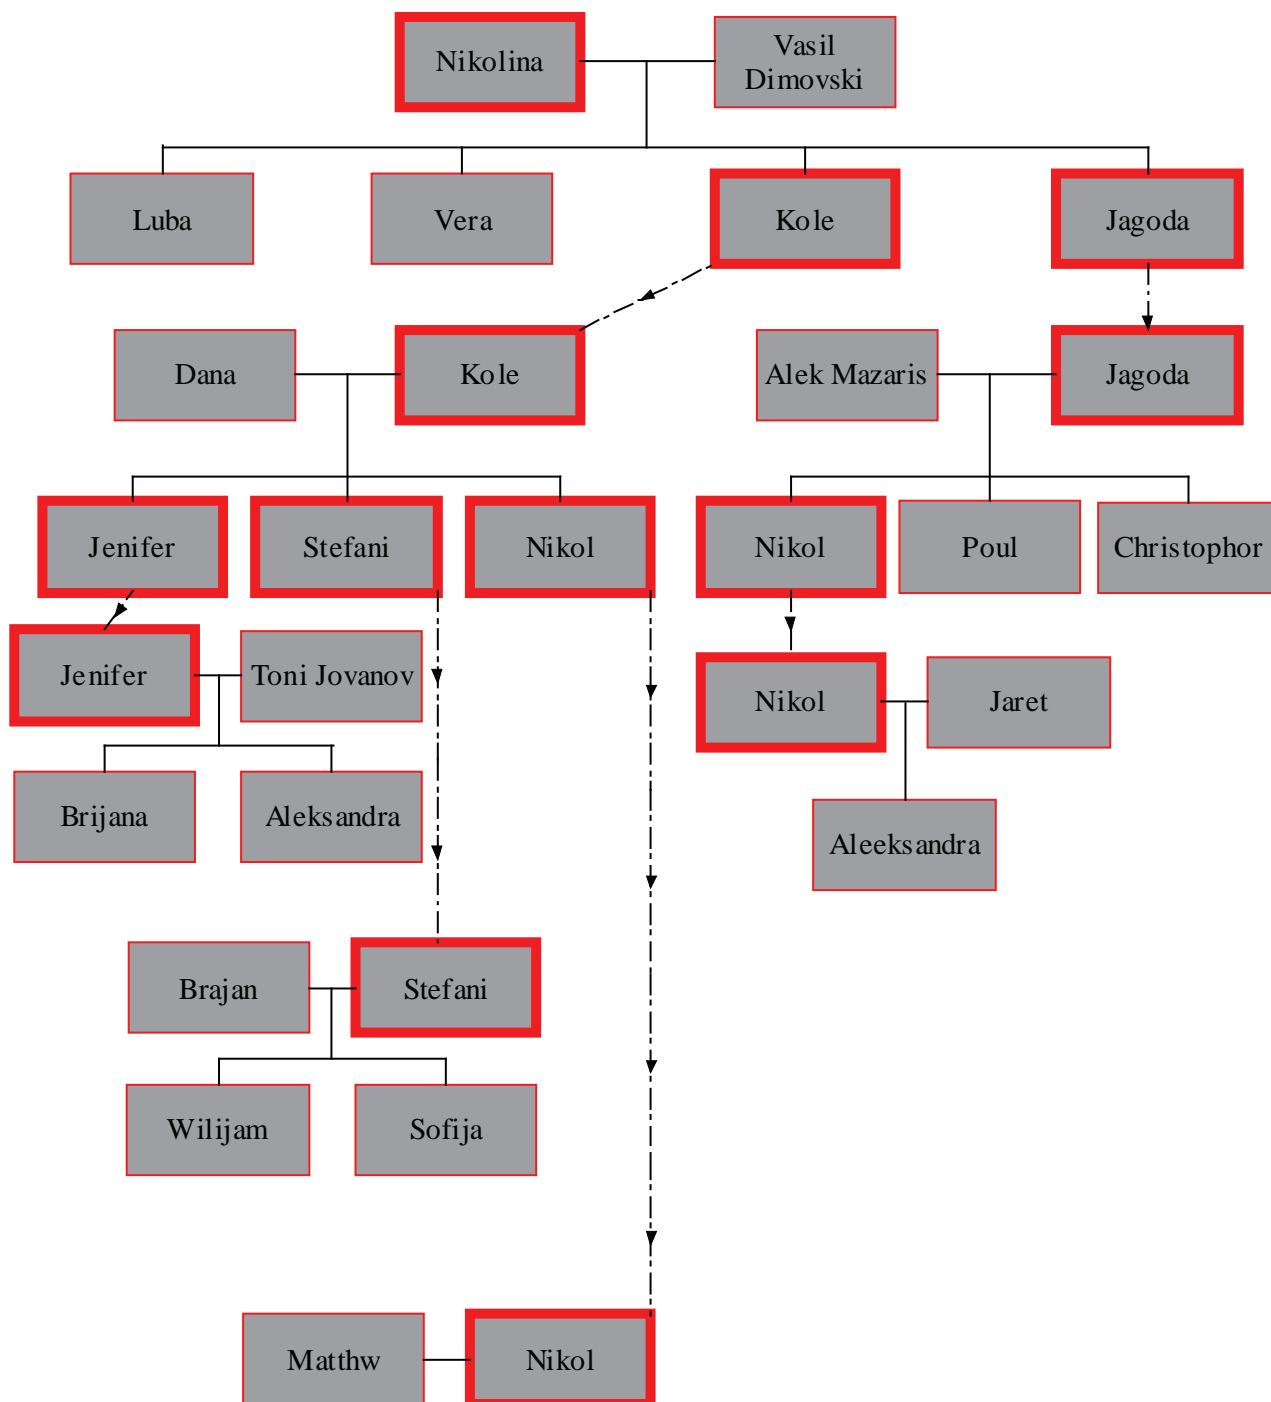 Nikolina
Vasil
Dimovski
Luba
Vera
Kole
Jagoda
Dana
Kole
Alek Mazaris
Jagoda
Jenifer
Stefani
Nikol
Nikol
Poul
Christophor
Jenifer
Toni Jovanov
Nikol
Jaret
Brijana
Aleksandra
Aleeksandra
Brajan
Stefani
Wilijam
Sofija
Matthw
Nikol